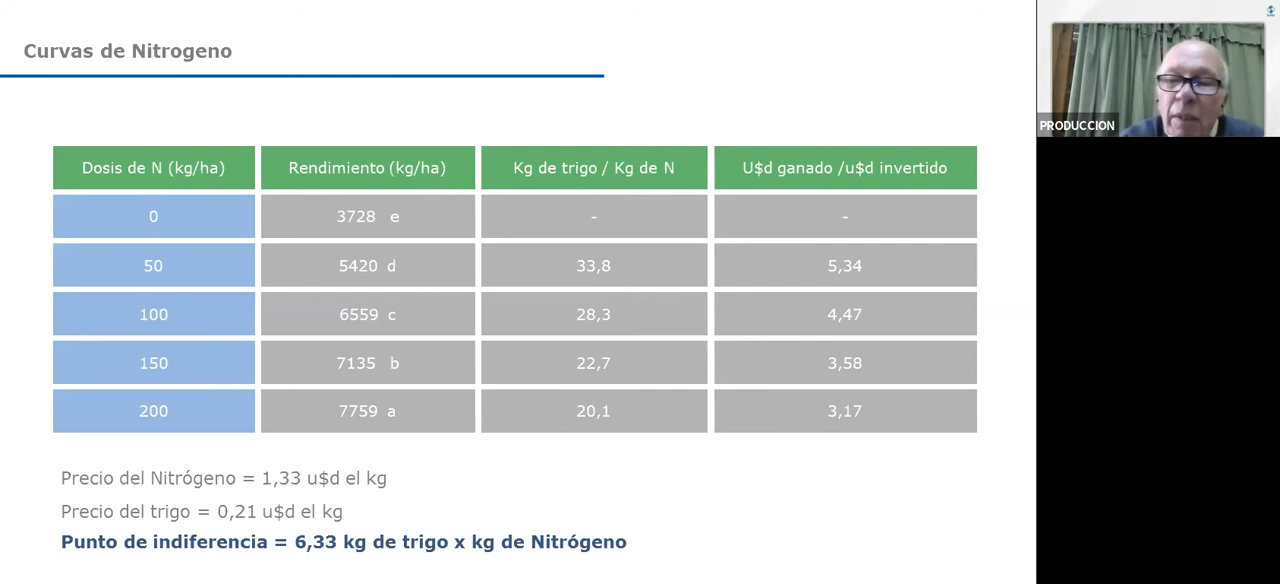 Curvas de Nitrogeno
Dosis de N (kg/ha) Rendimiento (kg/ha) Kg de trigo / Kg de N U$d ganado /u$d invertido
0 3728 e - -
50 5420 d 33,8 5,34
100 6559 c 28,3 4,47
150 7135 b 22,7 3,58
200 7759 a 20,1 3,17
Precio del Nitrógeno = 1,33 u$d el kg
Precio del trigo = 0,21 u$d el kg
Punto de indiferencia = 6,33 kg de trigo x kg de Nitrógeno
PRODUCCION